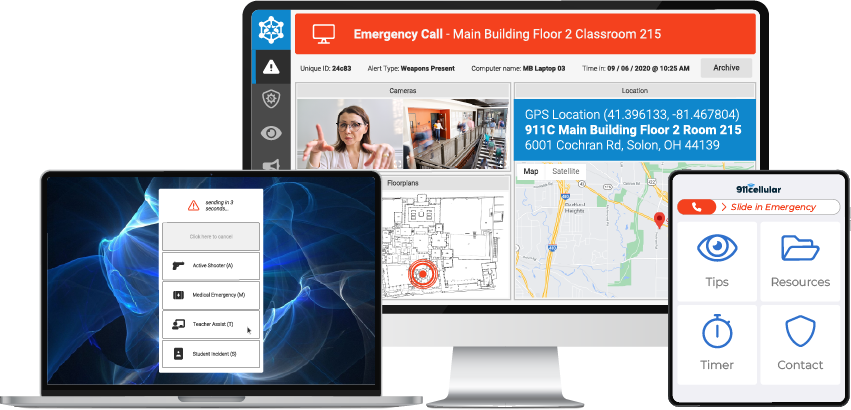 Emergency Call - Main Building Floor 2 Classroom 215
Unique ID: 24c83
Alert Type: Weapons Present
Computer name: MB Laptop 03
Time in: 09 / 06 / 2020 @ 10:25 AM
Archive
Cameras
Location
GPS Location (41.396133, -81.467804)
911C Main Building Floor 2 Room 215
6001 Cochran Rd, Solon, OH 44139
Map
Satellite
Floorplans
sending in 3
seconds...
Click here to cancel
Active Shooter (A)
Medical Emergency (M)
Teacher Assist (T)
Student Incident (S)
911cellular
Slide in Emergency
Tips
Resources
Timer
Contact